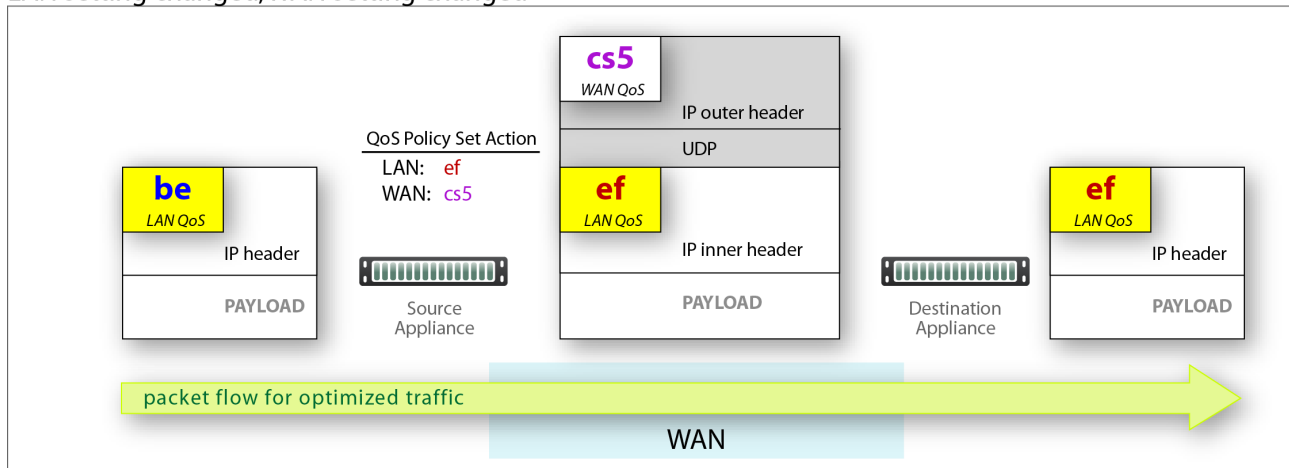 cs5
WAN QoS
IP outer header
UDP
QoS Policy Set Action
LAN: ef
WAN: cs5
be
LAN QoS
IP header
PAYLOAD
ef
LAN QoS
IP inner header
PAYLOAD
ef
LAN QoS
IP header
PAYLOAD
Source
Appliance
Destination
Appliance
packet flow for optimized traffic
WAN